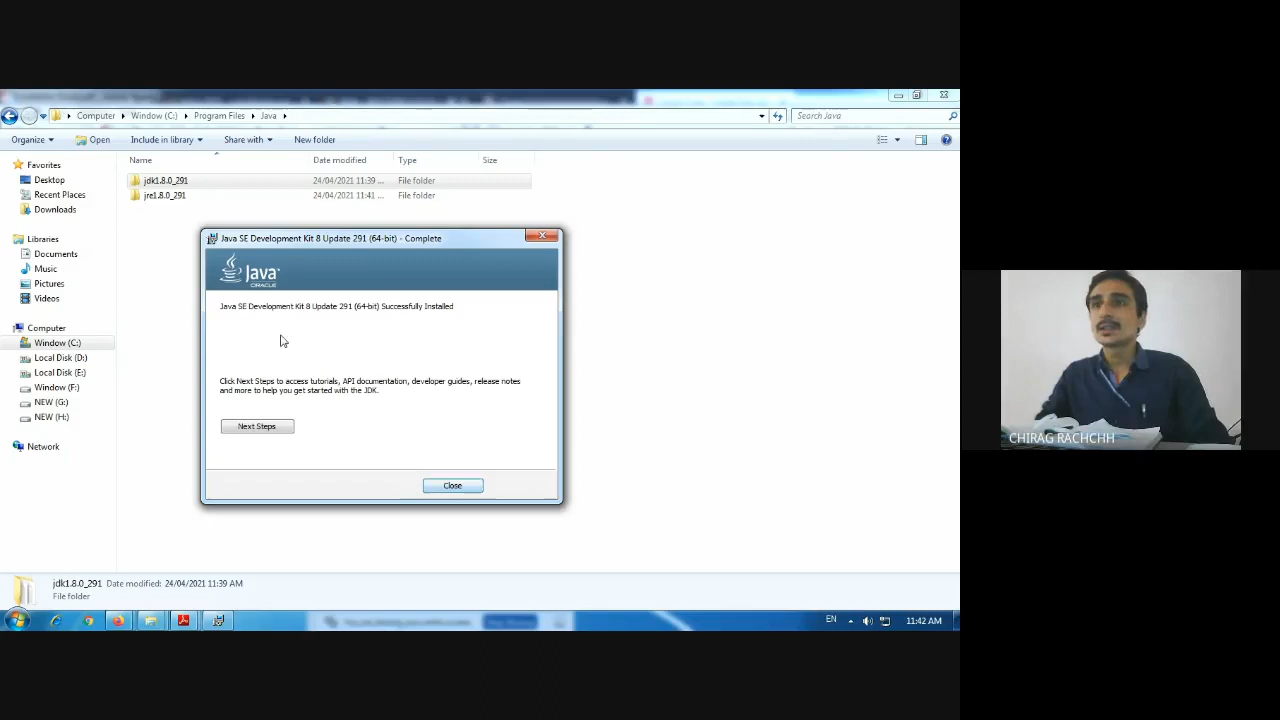 Computer Window (C:) Program Files Java
Search Java
Organize Open Include in library Share with New folder
Name Date modified Type Size
Favorites
Desktop
Recent Places
Downloads
Libraries
Documents
Music
Pictures
Videos
Computer
Window (C:)
Local Disk (D:)
Local Disk (E:)
Window (F:)
NEW (G:)
NEW (H:)
Network
jdk1.8.0_291 24/04/2021 11:39 ... File folder
jre1.8.0_291 24/04/2021 11:41 ... File folder
Java SE Development Kit 8 Update 291 (64-bit) - Complete
Java
ORACLE
Java SE Development Kit 8 Update 291 (64-bit) Successfully Installed
Click Next Steps to access tutorials, API documentation, developer guides, release notes
and more to help you get started with the JDK.
Next Steps
Close
jdk1.8.0_291 Date modified: 24/04/2021 11:39 AM
File folder
EN
11:42 AM
CHIRAG RACHCHH